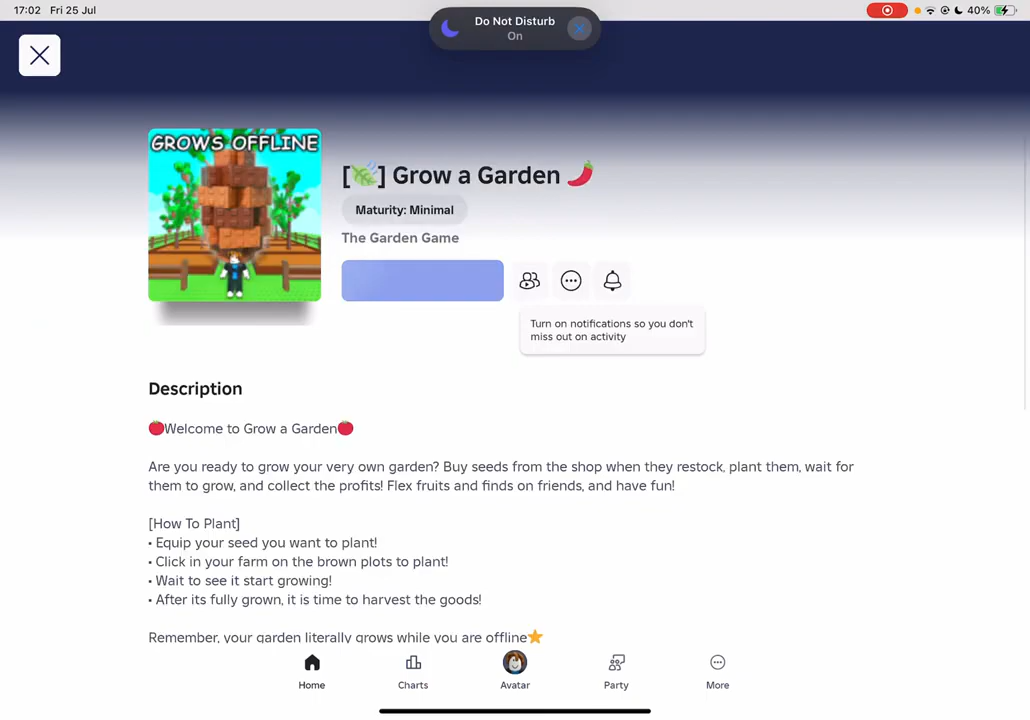 17:02 Fri 25 Jul
40%
Do Not Disturb
On
GROWS OFFLINE
[🍃] Grow a Garden 🌶️
Maturity: Minimal
The Garden Game
Turn on notifications so you don't
miss out on activity
Description
🍅Welcome to Grow a Garden🍅
Are you ready to grow your very own garden? Buy seeds from the shop when they restock, plant them, wait for
them to grow, and collect the profits! Flex fruits and finds on friends, and have fun!
[How To Plant]
• Equip your seed you want to plant!
• Click in your farm on the brown plots to plant!
• Wait to see it start growing!
• After its fully grown, it is time to harvest the goods!
Remember, your garden literally grows while you are offline⭐
Home
Charts
Avatar
Party
More